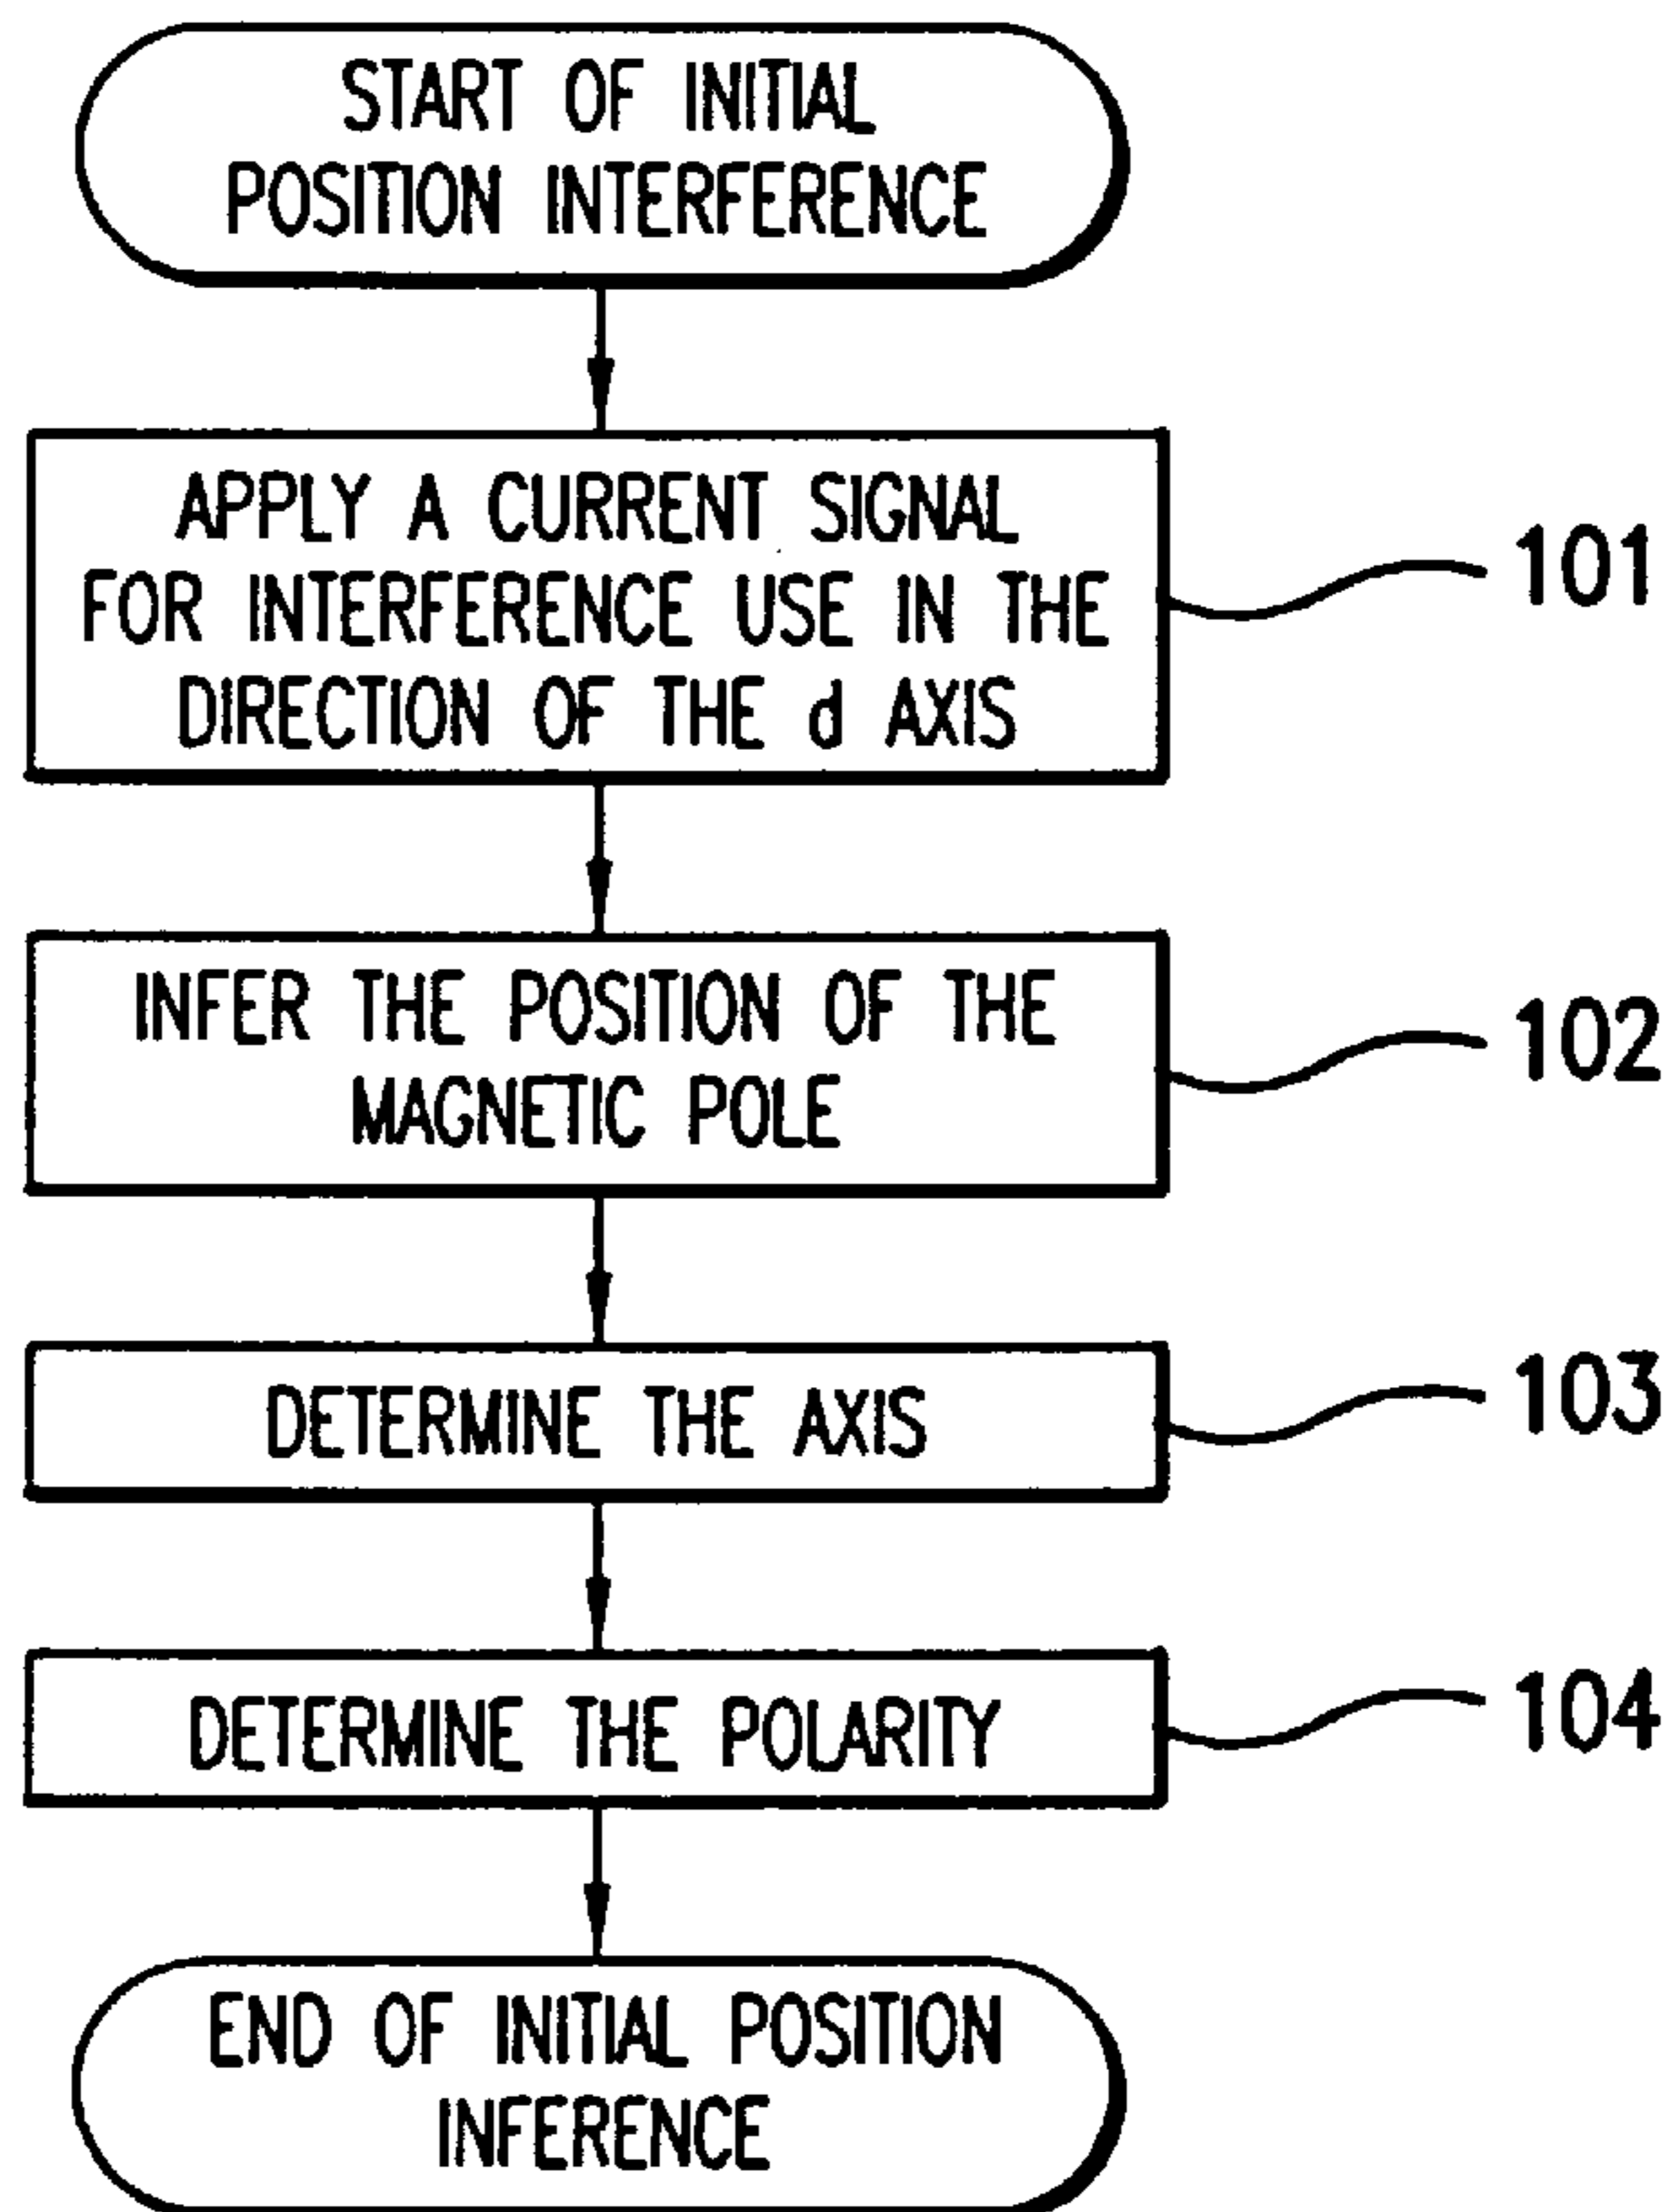 START OF INITIAL
POSITION INTERFERENCE
APPLY A CURRENT SIGNAL
FOR INTERFERENCE USE IN THE
DIRECTION OF THE d AXIS
101
INFER THE POSITION OF THE
MAGNETIC POLE
102
DETERMINE THE AXIS
103
DETERMINE THE POLARITY
104
END OF INITIAL POSITION
INFERENCE